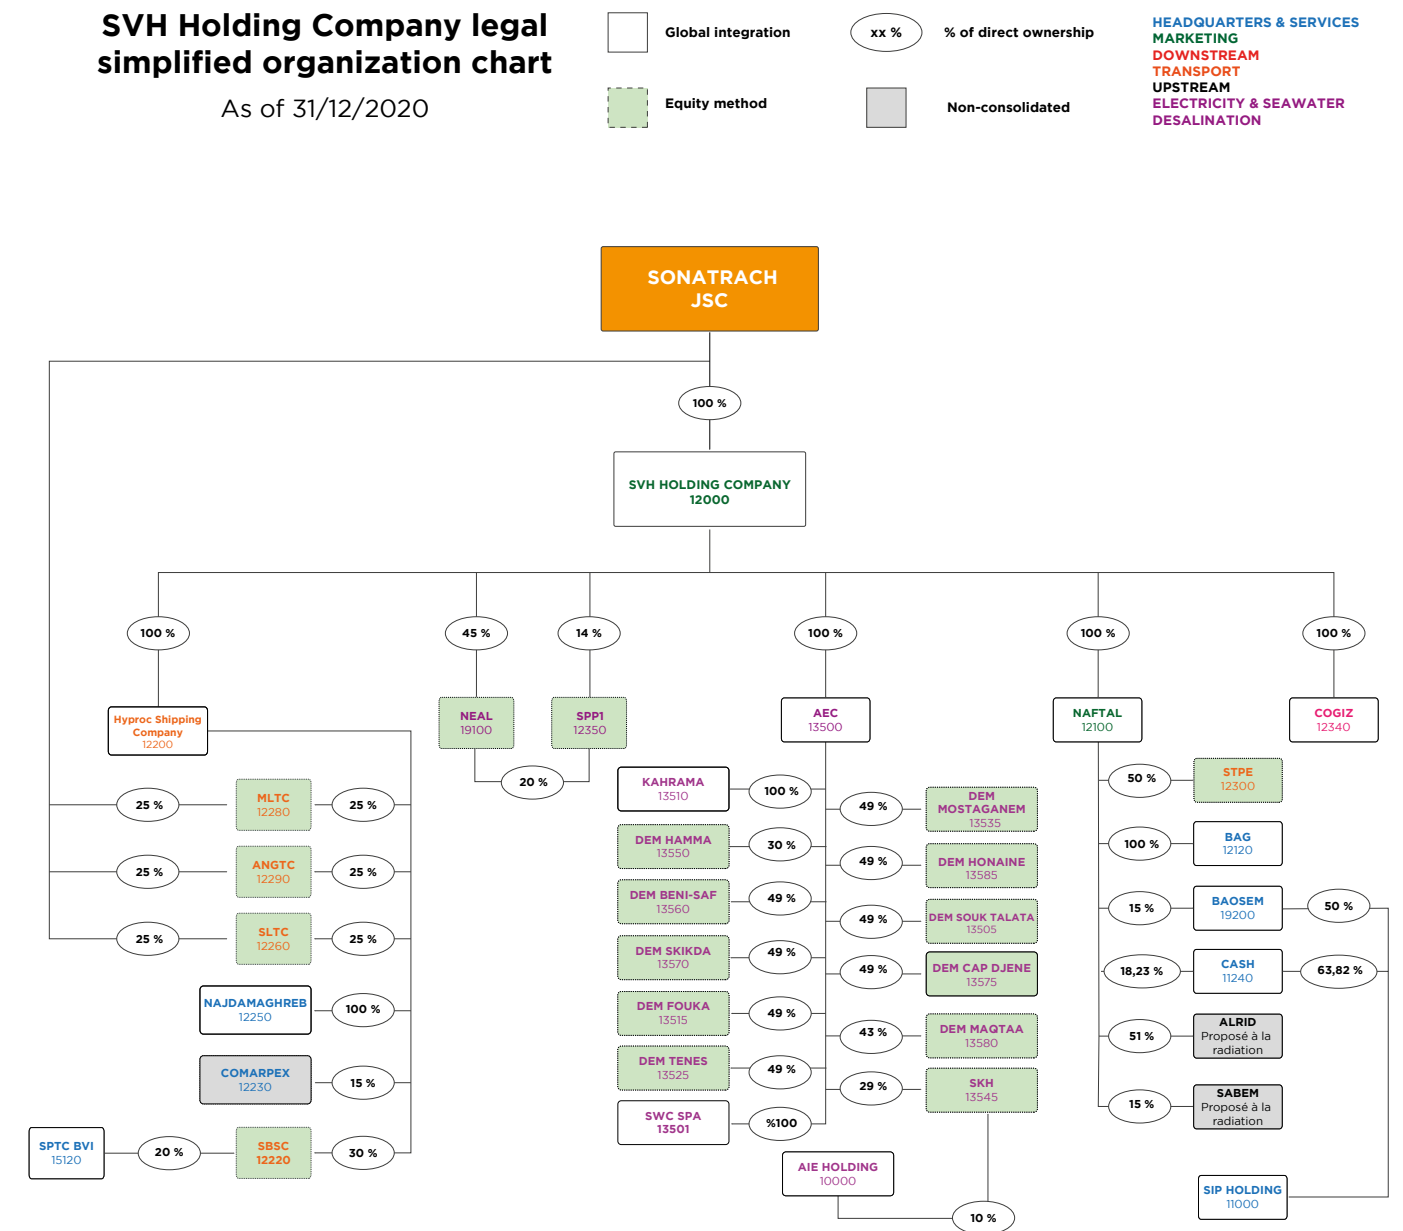 SVH Holding Company legal
simplified organization chart
As of 31/12/2020
Global integration
xx %
% of direct ownership
Equity method
Non-consolidated
HEADQUARTERS & SERVICES
MARKETING
DOWNSTREAM
TRANSPORT
UPSTREAM
ELECTRICITY & SEAWATER
DESALINATION
SONATRACH
JSC
100 %
SVH HOLDING COMPANY
12000
100 %
45 %
14 %
100 %
100 %
100 %
Hyproc Shipping
Company
12200
NEAL
19100
SPP1
12350
AEC
13500
NAFTAL
12100
COGIZ
12340
20 %
25 %
MLTC
12280
25 %
25 %
ANGTC
12290
25 %
25 %
SLTC
12260
25 %
NAJDAMAGHREB
12250
100 %
COMARPEX
12230
15 %
SPTC BVI
15120
20 %
SBSC
12220
30 %
KAHRAMA
13510
100 %
DEM HAMMA
13550
30 %
DEM BENI-SAF
13560
49 %
DEM SKIKDA
13570
49 %
DEM FOUKA
13515
49 %
DEM TENES
13525
49 %
SWC SPA
13501
%100
49 %
DEM
MOSTAGANEM
13535
49 %
DEM HONAINE
13585
49 %
DEM SOUK TALATA
13505
49 %
DEM CAP DJENE
13575
43 %
DEM MAQTAA
13580
29 %
SKH
13545
AIE HOLDING
10000
10 %
50 %
STPE
12300
100 %
BAG
12120
15 %
BAOSEM
19200
50 %
18,23 %
CASH
11240
63,82 %
51 %
ALRID
Proposé à la
radiation
15 %
SABEM
Proposé à la
radiation
SIP HOLDING
11000